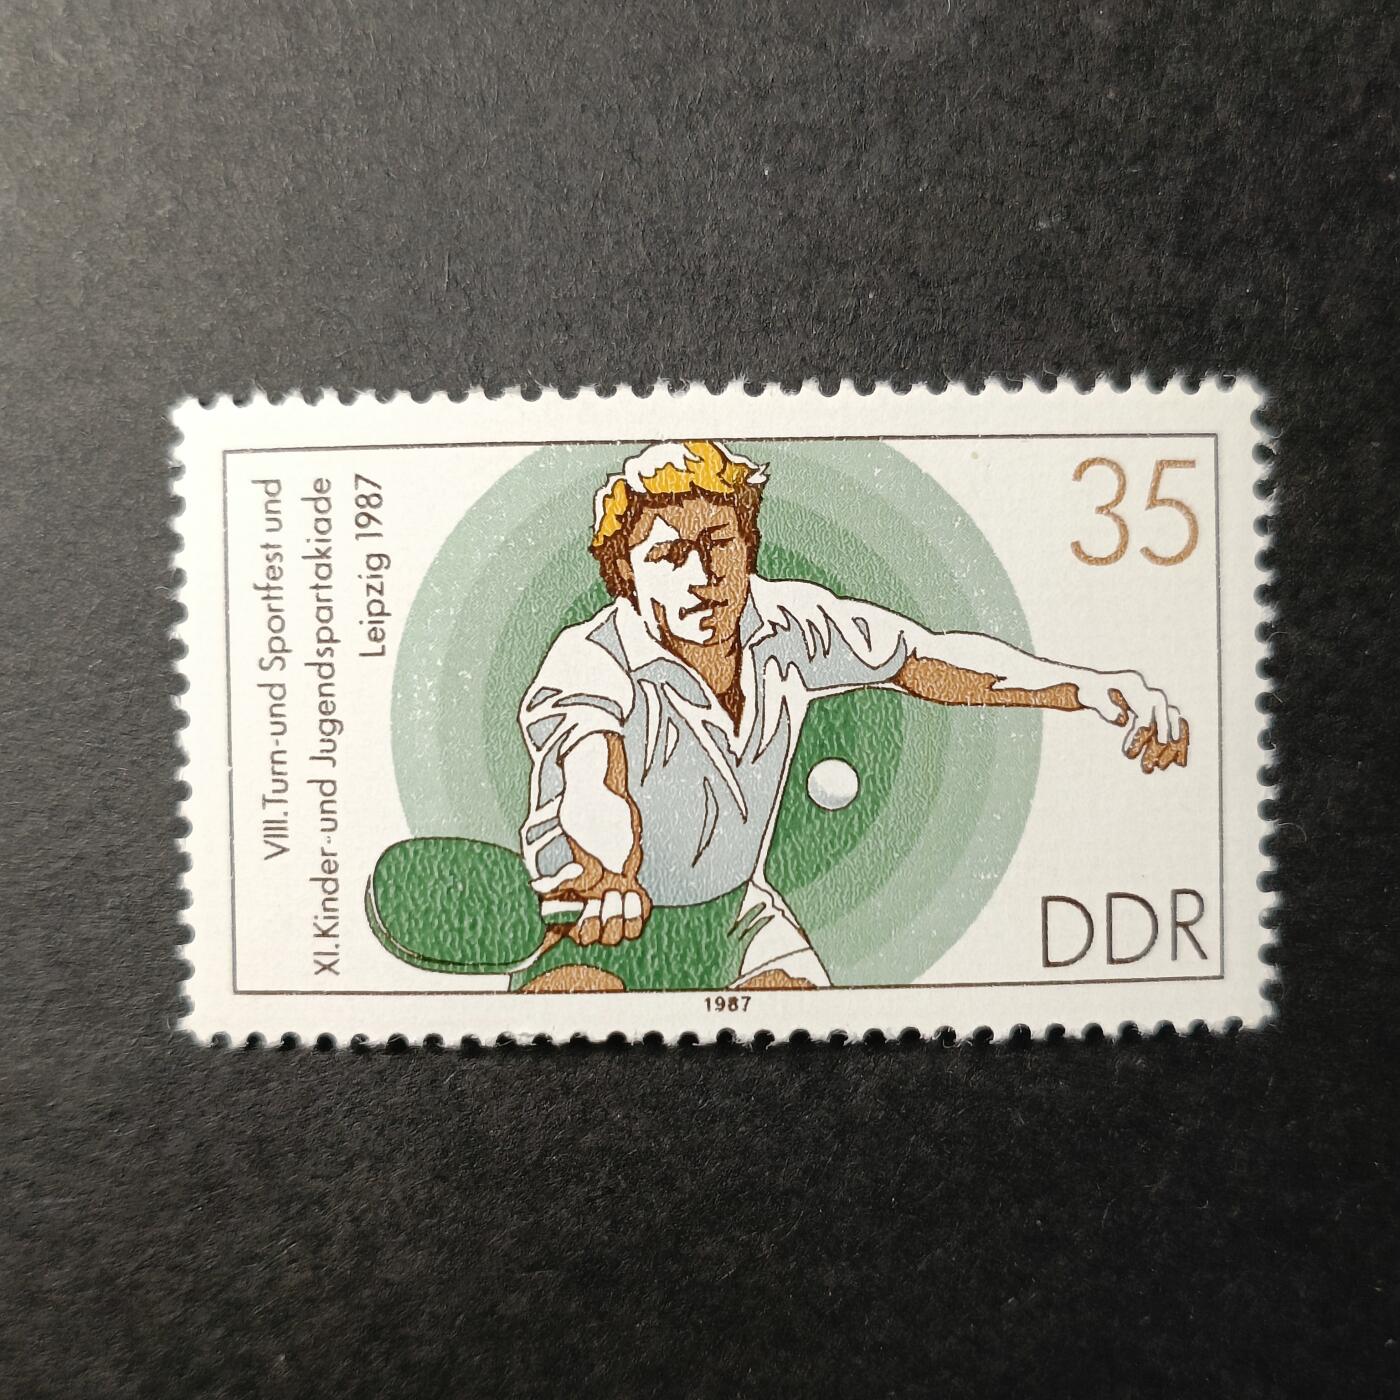 VIII.Turn-und Sportfest und
XI.Kinder-und Jugendspartakiade
Leipzig 1987
35
DDR
1987